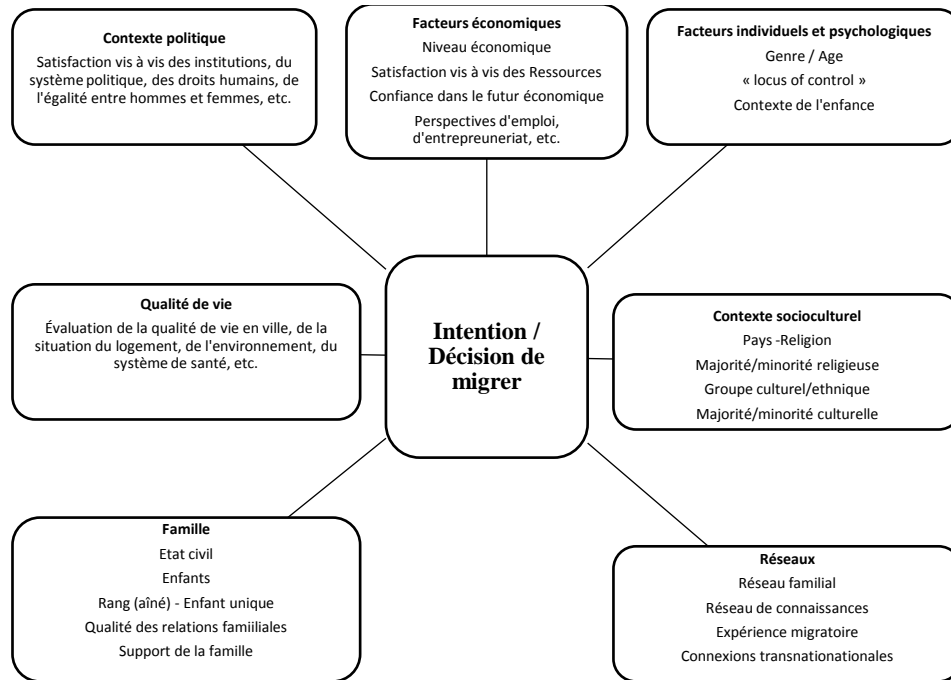 Contexte politique
Satisfaction vis à vis des institutions, du
système politique, des droits humains, de
l'égalité entre hommes et femmes, etc.
Facteurs économiques
Niveau économique
Satisfaction vis à vis des Ressources
Confiance dans le futur économique
Perspectives d'emploi,
d'entrepreuneriat, etc.
Facteurs individuels et psychologiques
Genre / Age
« locus of control »
Contexte de l'enfance
Qualité de vie
Évaluation de la qualité de vie en ville, de la
situation du logement, de l'environnement, du
système de santé, etc.
Intention /
Décision de
migrer
Contexte socioculturel
Pays -Religion
Majorité/minorité religieuse
Groupe culturel/ethnique
Majorité/minorité culturelle
Famille
Etat civil
Enfants
Rang (aîné) - Enfant unique
Qualité des relations famiiliales
Support de la famille
Réseaux
Réseau familial
Réseau de connaissances
Expérience migratoire
Connexions transnationationales